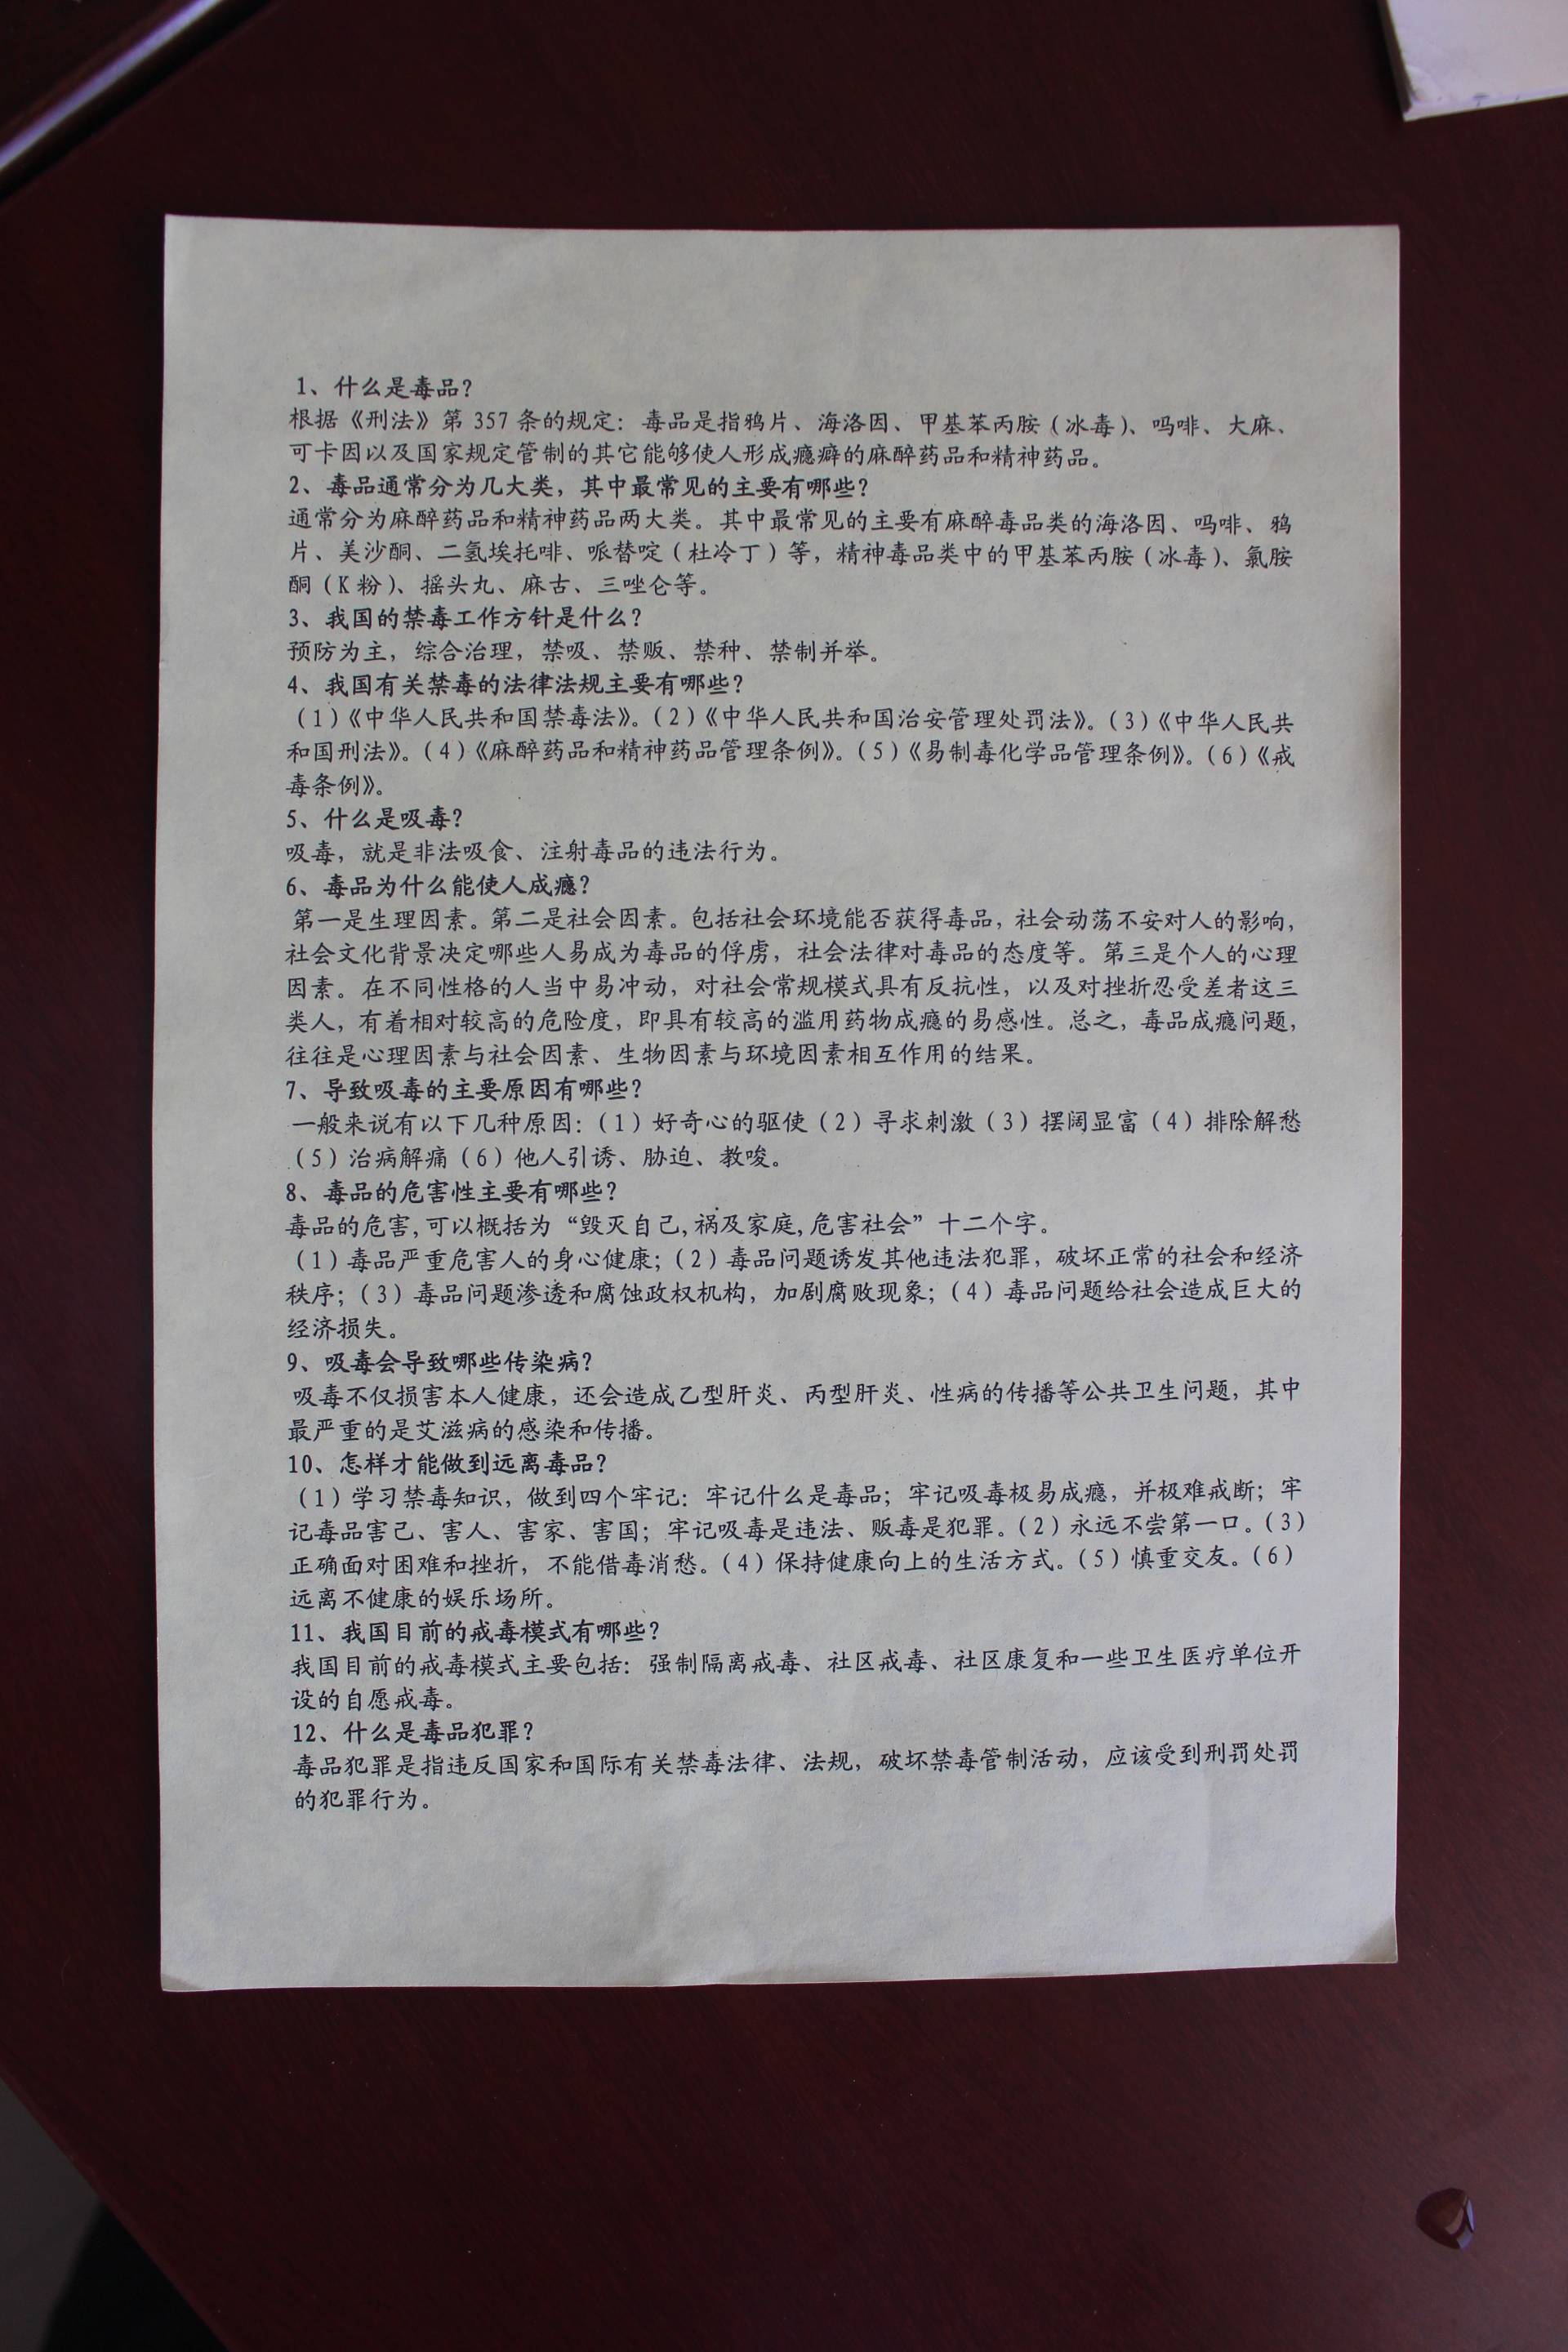 1、什么是毒品?
根据《刑法》第 357 条的规定: 毒品是指鸦片、海洛因、甲基苯丙胺(冰毒)、吗啡、大麻、
可卡因以及国家规定管制的其它能够使人形成瘾癖的麻醉药品和精神药品。
2、毒品通常分为几大类, 其中最常见的主要有哪些?
通常分为麻醉药品和精神药品两大类。其中最常见的主要有麻醉毒品类的海洛因、吗啡、鸦
片、美沙酮、二氢埃托啡、哌替啶(杜冷丁)等, 精神毒品类中的甲基苯丙胺(冰毒)、氯胺
酮(K 粉)、摇头丸、麻古、三唑仑等。
3、我国的禁毒工作方针是什么?
预防为主, 综合治理, 禁吸、禁贩、禁种、禁制并举。
4、我国有关禁毒的法律法规主要有哪些?
(1)《中华人民共和国禁毒法》。(2)《中华人民共和国治安管理处罚法》。(3)《中华人民共
和国刑法》。(4)《麻醉药品和精神药品管理条例》。(5)《易制毒化学品管理条例》。(6)《戒
毒条例》。
5、什么是吸毒?
吸毒, 就是非法吸食、注射毒品的违法行为。
6、毒品为什么能使人成瘾?
第一是生理因素。第二是社会因素。包括社会环境能否获得毒品, 社会动荡不安对人的影响,
社会文化背景决定哪些人易成为毒品的俘虏, 社会法律对毒品的态度等。第三是个人的心理
因素。在不同性格的人当中易冲动, 对社会常规模式具有反抗性, 以及对挫折忍受差者这三
类人, 有着相对较高的危险度, 即具有较高的滥用药物成瘾的易感性。总之, 毒品成瘾问题,
往往是心理因素与社会因素、生物因素与环境因素相互作用的结果。
7、导致吸毒的主要原因有哪些?
一般来说有以下几种原因: (1) 好奇心的驱使 (2) 寻求刺激 (3) 摆阔显富 (4) 排除解愁
(5) 治病解痛 (6) 他人引诱、胁迫、教唆。
8、毒品的危害性主要有哪些?
毒品的危害, 可以概括为“毁灭自己, 祸及家庭, 危害社会”十二个字。
(1) 毒品严重危害人的身心健康; (2) 毒品问题诱发其他违法犯罪, 破坏正常的社会和经济
秩序; (3) 毒品问题渗透和腐蚀政权机构, 加剧腐败现象; (4) 毒品问题给社会造成巨大的
经济损失。
9、吸毒会导致哪些传染病?
吸毒不仅损害本人健康, 还会造成乙型肝炎、丙型肝炎、性病的传播等公共卫生问题, 其中
最严重的是艾滋病的感染和传播。
10、怎样才能做到远离毒品?
(1) 学习禁毒知识, 做到四个牢记: 牢记什么是毒品; 牢记吸毒极易成瘾, 并极难戒断; 牢
记毒品害己、害人、害家、害国; 牢记吸毒是违法、贩毒是犯罪。(2) 永远不尝第一口。(3)
正确面对困难和挫折, 不能借毒消愁。(4) 保持健康向上的生活方式。(5) 慎重交友。(6)
远离不健康的娱乐场所。
11、我国目前的戒毒模式有哪些?
我国目前的戒毒模式主要包括: 强制隔离戒毒、社区戒毒、社区康复和一些卫生医疗单位开
设的自愿戒毒。
12、什么是毒品犯罪?
毒品犯罪是指违反国家和国际有关禁毒法律、法规, 破坏禁毒管制活动, 应该受到刑罚处罚
的犯罪行为。